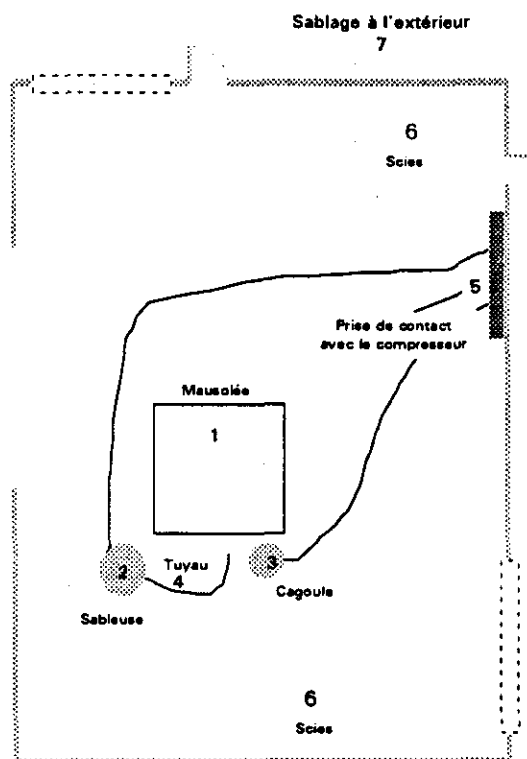 Sablage à l'extérieur
7
6
Scies
5
Prise de contact
avec le compresseur
Mausolée
1
2
Tuyau
4
3
Sableuse
Cagoule
6
Scies